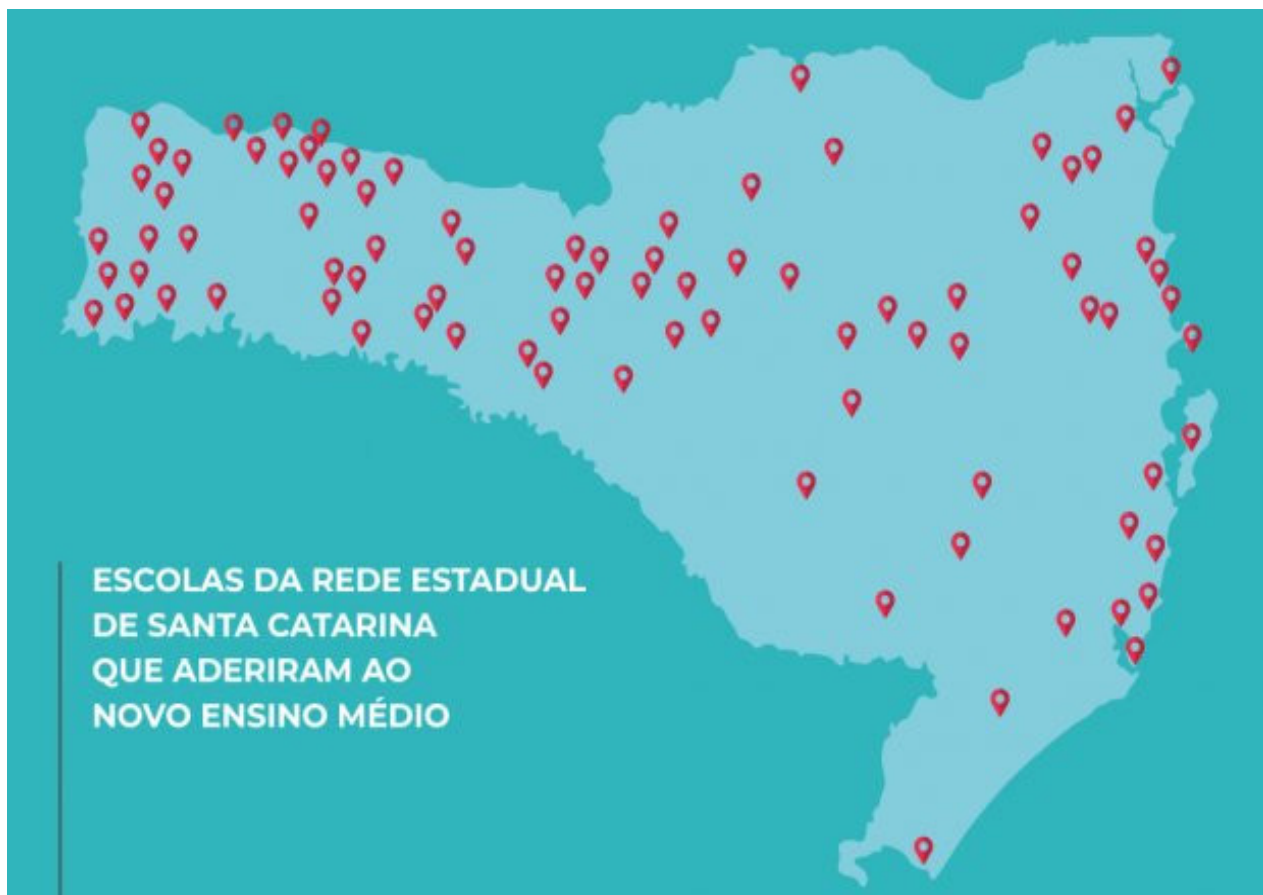 ESCOLAS DA REDE ESTADUAL
DE SANTA CATARINA
QUE ADERIRAM AO
NOVO ENSINO MÉDIO